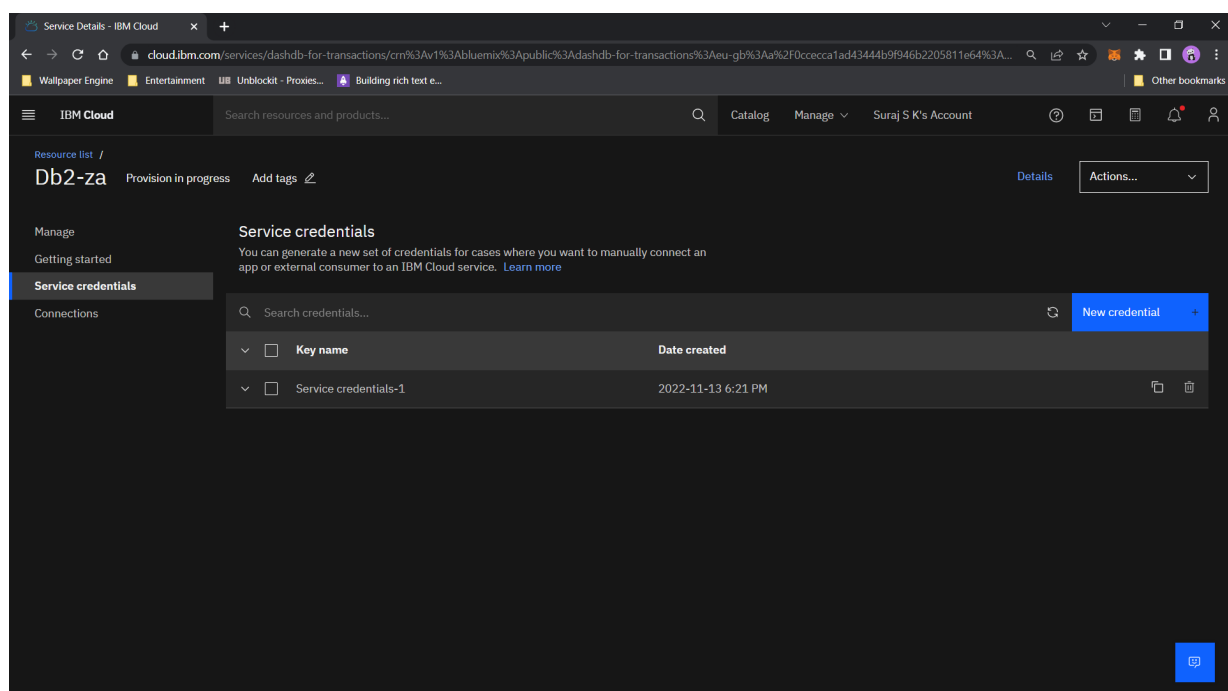 Service Details - IBM Cloud
cloud.ibm.com/services/dashdb-for-transactions/crn%3Av1%3Abluemix%3Apublic%3Adashdb-for-transactions%3Aeu-gb%3Aa%2F0ccecca1ad43444b9f946b2205811e64%3A...
Wallpaper Engine Entertainment UB Unblockit - Proxies... Building rich text e... Other bookmarks
IBM Cloud Search resources and products... Catalog Manage Suraj S K's Account
Resource list /
Db2-za Provision in progress Add tags Details Actions...
Manage
Getting started
Service credentials
Connections
Service credentials
You can generate a new set of credentials for cases where you want to manually connect an
app or external consumer to an IBM Cloud service. Learn more
Search credentials... New credential +
Key name Date created
Service credentials-1 2022-11-13 6:21 PM